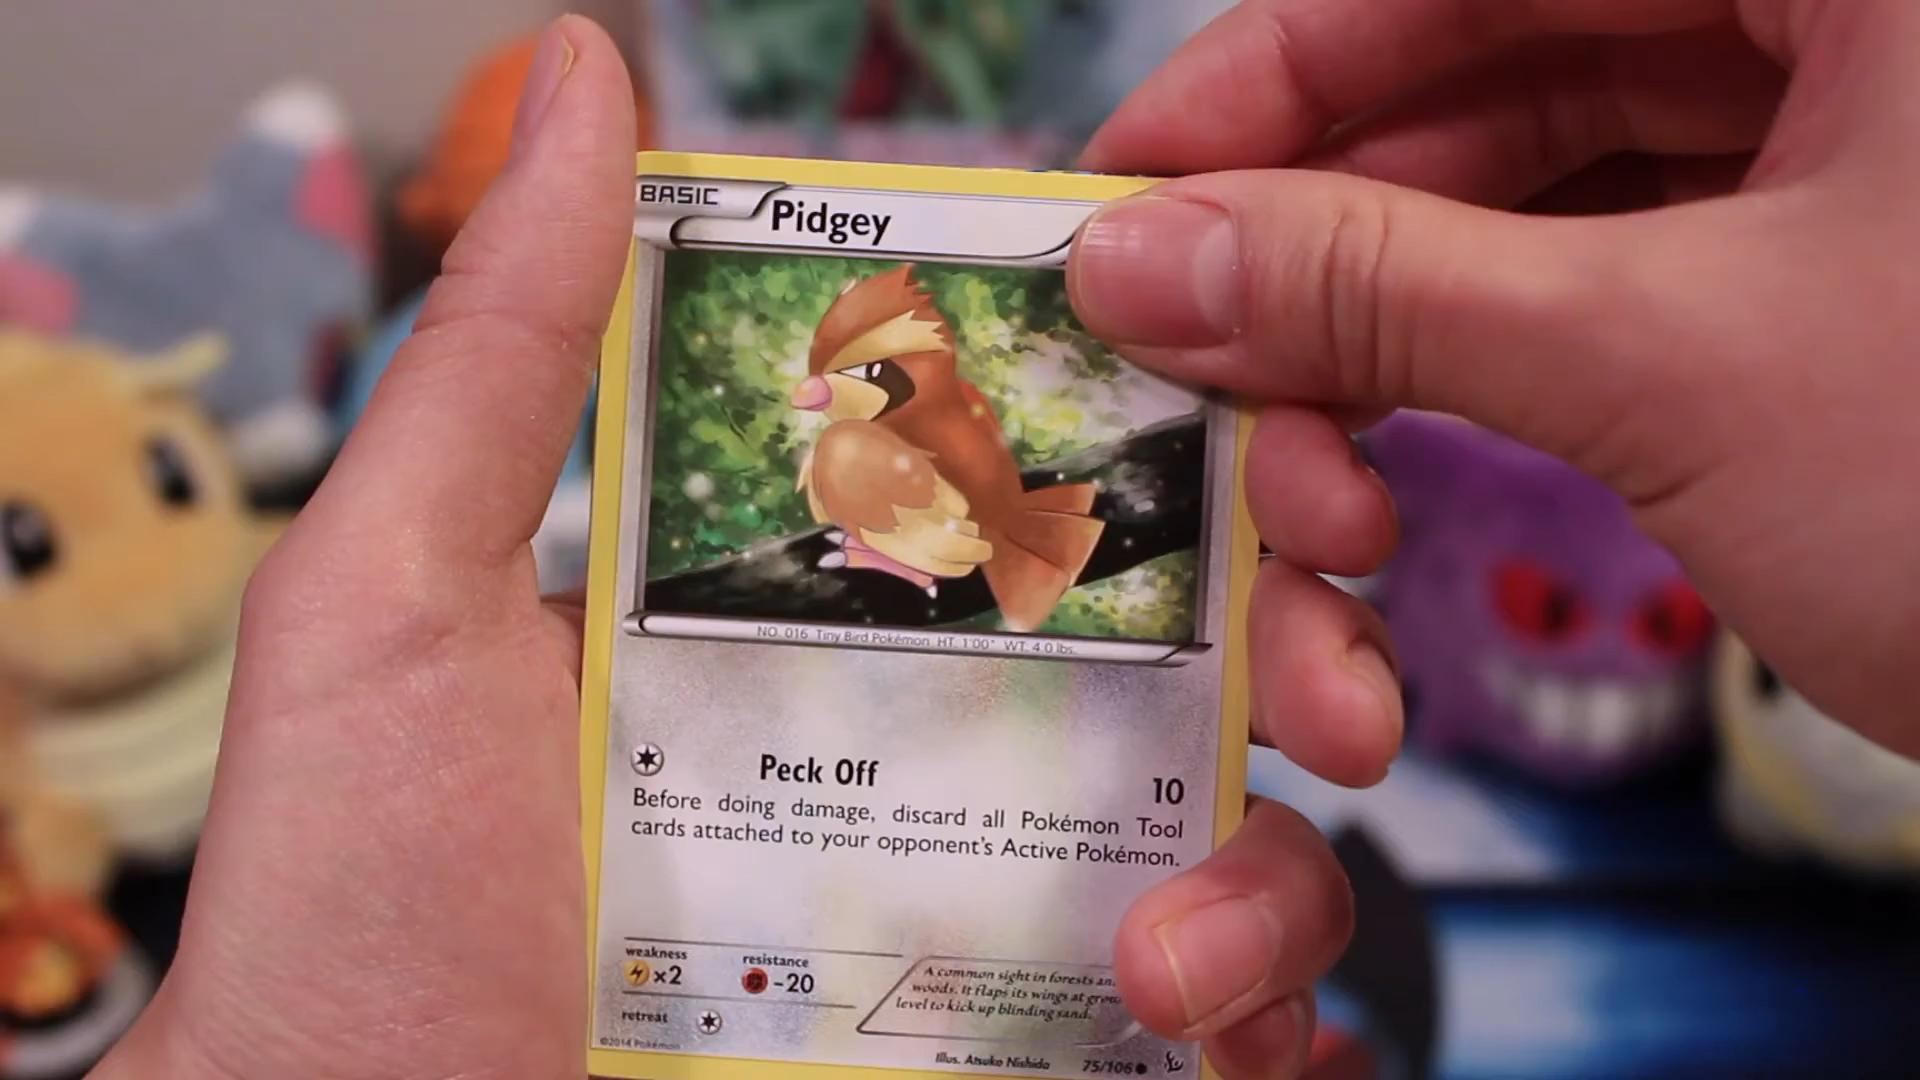 BASIC
Pidgey
NO. 016 Tiny Bird Pokémon HT: 1'00" WT: 4.0 lbs.
Peck Off
10
Before doing damage, discard all Pokémon Tool
cards attached to your opponent's Active Pokémon.
weakness
×2
resistance
-20
retreat
A common sight in forests
woods. It flaps its wings at
level to kick up blinding sand.
©2014 Pokémon
Illus. Atsuko Nishida
75/106